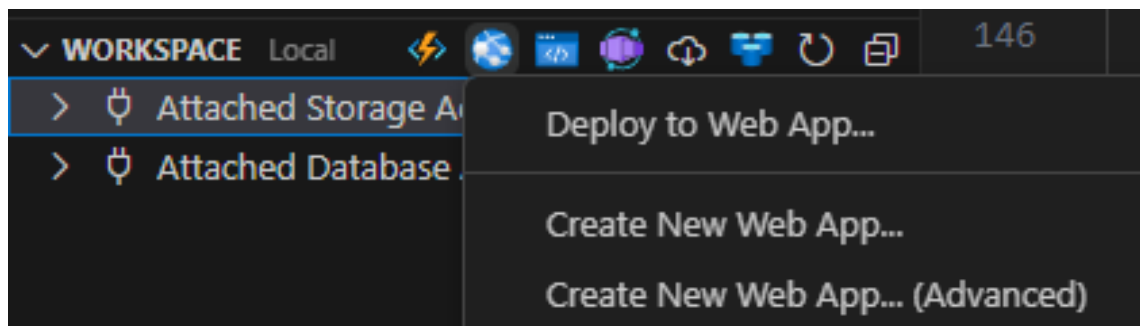 WORKSPACE Local 146
Attached Storage
Deploy to Web App...
Attached Database
Create New Web App...
Create New Web App... (Advanced)